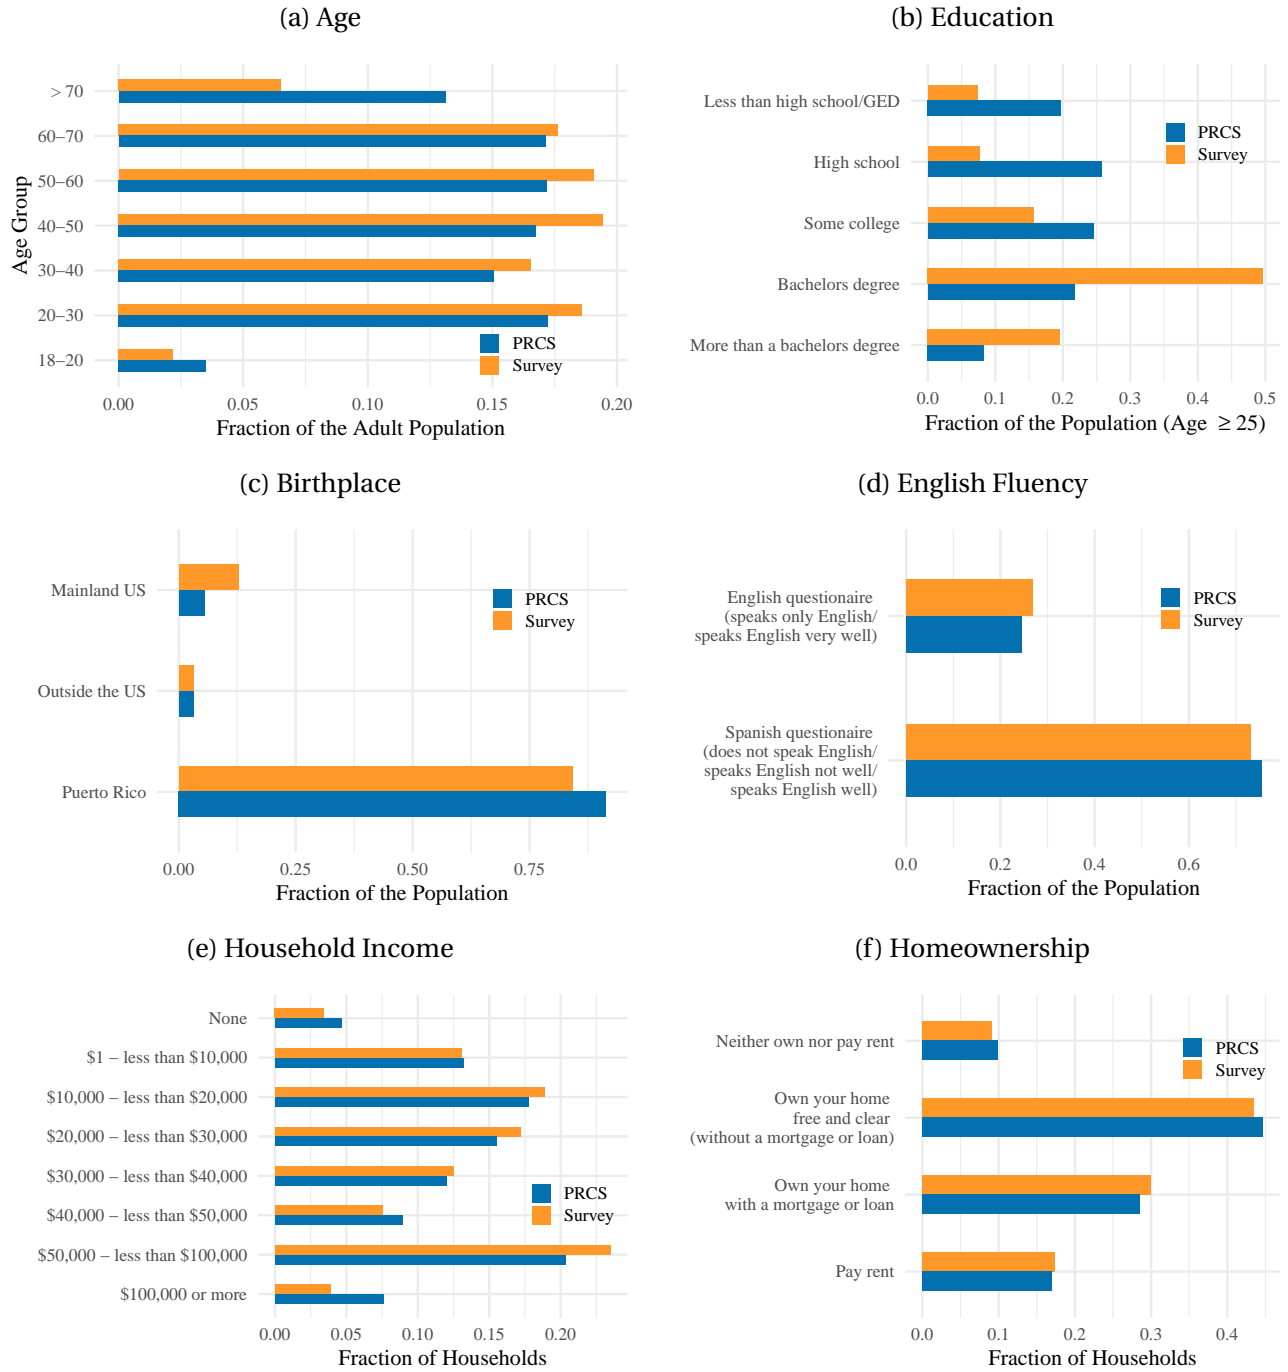 (a) Age
Age Group
> 70
60–70
50–60
40–50
30–40
20–30
18–20
PRCS
Survey
0.00 0.05 0.10 0.15 0.20
Fraction of the Adult Population
(b) Education
Less than high school/GED
High school
Some college
Bachelors degree
More than a bachelors degree
PRCS
Survey
0.0 0.1 0.2 0.3 0.4 0.5
Fraction of the Population (Age ≥ 25)
(c) Birthplace
Mainland US
Outside the US
Puerto Rico
PRCS
Survey
0.00 0.25 0.50 0.75
Fraction of the Population
(d) English Fluency
English questionaire
(speaks only English/
speaks English very well)
Spanish questionaire
(does not speak English/
speaks English not well/
speaks English well)
PRCS
Survey
0.0 0.2 0.4 0.6
Fraction of the Population
(e) Household Income
None
$1 – less than $10,000
$10,000 – less than $20,000
$20,000 – less than $30,000
$30,000 – less than $40,000
$40,000 – less than $50,000
$50,000 – less than $100,000
$100,000 or more
PRCS
Survey
0.00 0.05 0.10 0.15 0.20
Fraction of Households
(f) Homeownership
Neither own nor pay rent
Own your home
free and clear
(without a mortgage or loan)
Own your home
with a mortgage or loan
Pay rent
PRCS
Survey
0.0 0.1 0.2 0.3 0.4
Fraction of Households